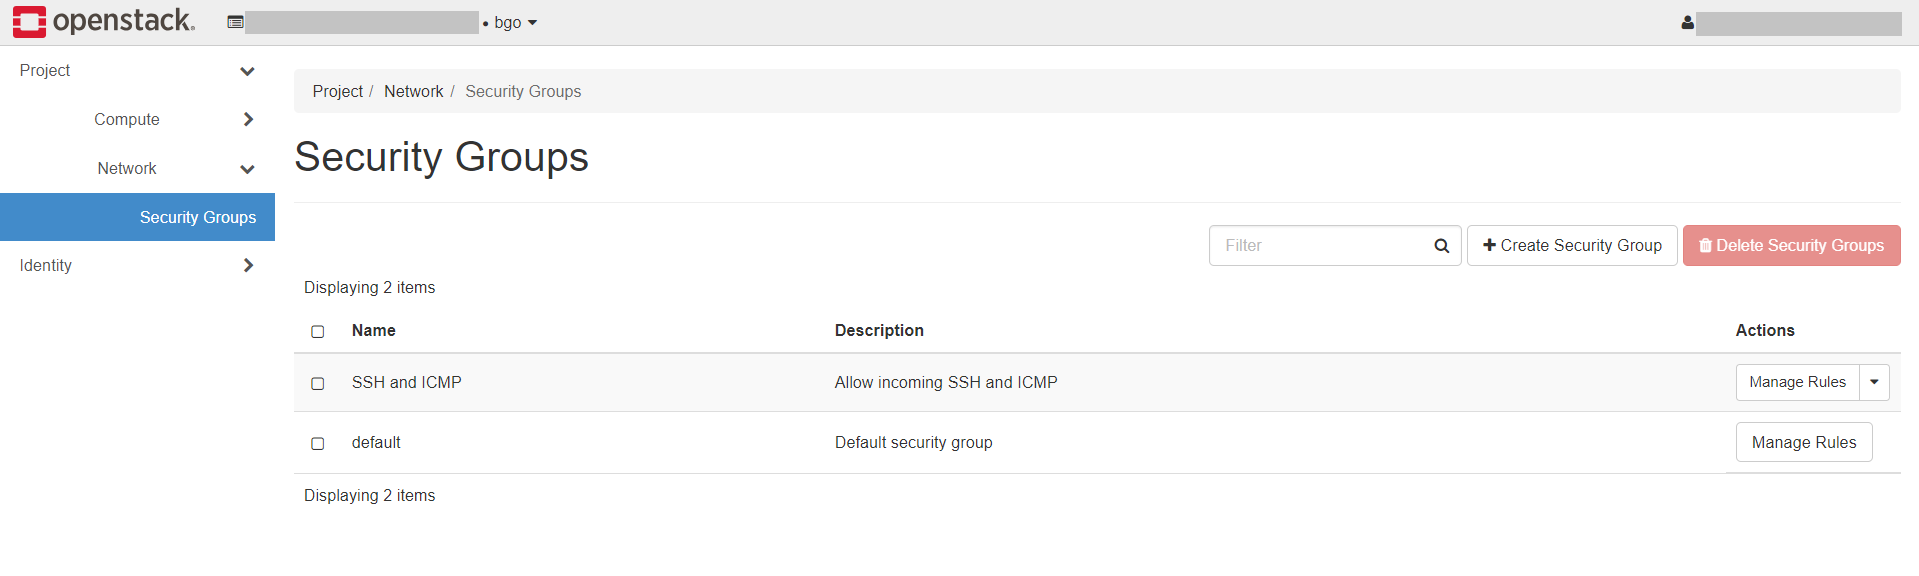 openstack. • bgo
Project
Compute
Network
Security Groups
Identity
Project / Network / Security Groups
Security Groups
Filter Create Security Group Delete Security Groups
Displaying 2 items
Name Description Actions
SSH and ICMP Allow incoming SSH and ICMP Manage Rules
default Default security group Manage Rules
Displaying 2 items